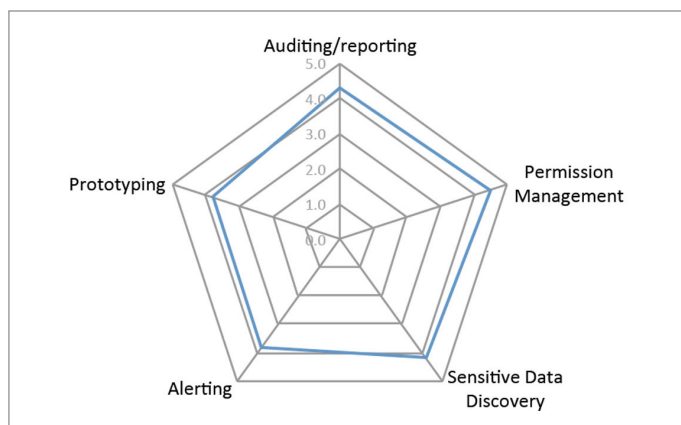 Auditing/reporting
5.0
4.0
3.0
2.0
1.0
0.0
Permission
Management
Prototyping
Sensitive Data
Discovery
Alerting